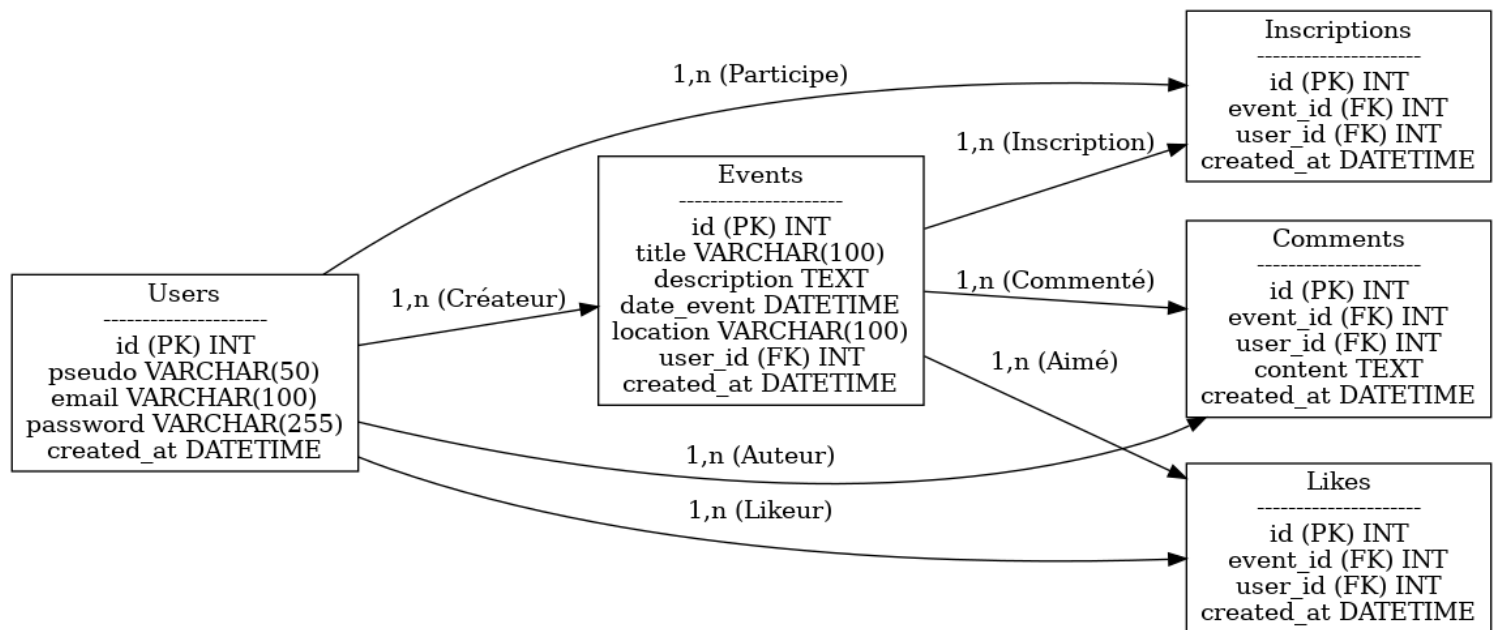 Users
---------------------
id (PK) INT
pseudo VARCHAR(50)
email VARCHAR(100)
password VARCHAR(255)
created_at DATETIME
1,n (Participe)
1,n (Créateur)
1,n (Auteur)
1,n (Likeur)
Events
---------------------
id (PK) INT
title VARCHAR(100)
description TEXT
date_event DATETIME
location VARCHAR(100)
user_id (FK) INT
created_at DATETIME
1,n (Inscription)
1,n (Commenté)
1,n (Aimé)
Inscriptions
---------------------
id (PK) INT
event_id (FK) INT
user_id (FK) INT
created_at DATETIME
Comments
---------------------
id (PK) INT
event_id (FK) INT
user_id (FK) INT
content TEXT
created_at DATETIME
Likes
---------------------
id (PK) INT
event_id (FK) INT
user_id (FK) INT
created_at DATETIME